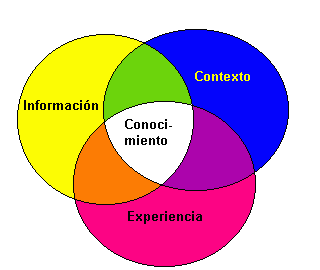 Contexto
Información
Conoci-
miento
Experiencia